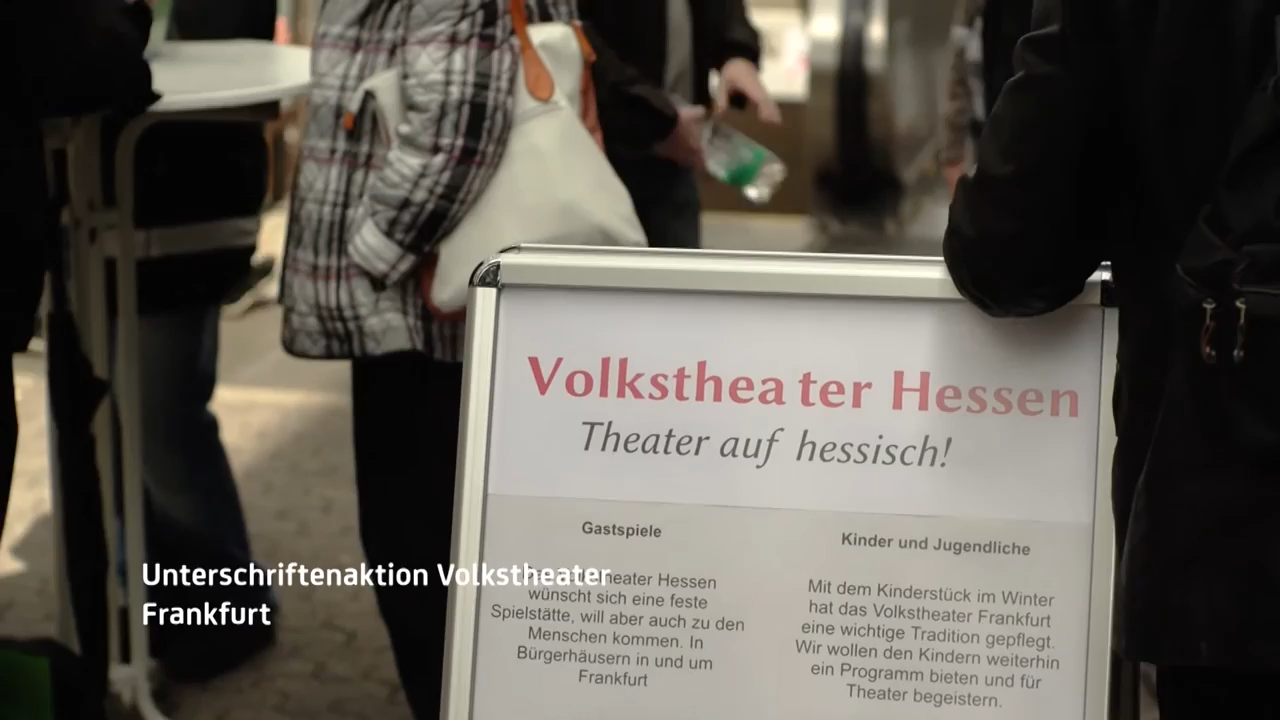 Volkstheater Hessen
Theater auf hessisch!
Gastspiele
heater Hessen
wünscht sich eine feste
Spielstätte, will aber auch zu den
Menschen kommen. In
Bürgerhäusern in und um
Frankfurt
Kinder und Jugendliche
Mit dem Kinderstück im Winter
hat das Volkstheater Frankfurt
eine wichtige Tradition gepflegt.
Wir wollen den Kindern weiterhin
ein Programm bieten und für
Theater begeistern.
Unterschriftenaktion Volkstheater
Frankfurt